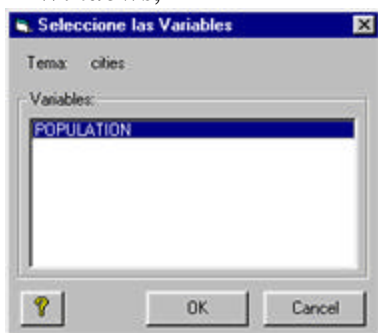 Seleccione las Variables
Tema: cities
Variables:
POPULATION
OK Cancel